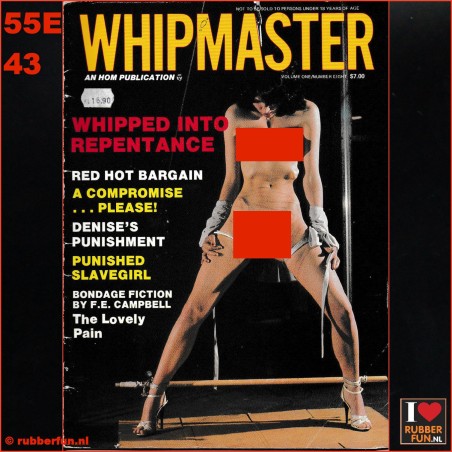 55E
43
NOT TO BE SOLD TO PERSONS UNDER 18 YEARS OF AGE
WHIPMASTER
AN HOM PUBLICATION
VOLUME ONE/NUMBER EIGHT $7.00
16,90
WHIPPED INTO
REPENTANCE
RED HOT BARGAIN
A COMPROMISE
. . . PLEASE!
DENISE'S
PUNISHMENT
PUNISHED
SLAVEGIRL
BONDAGE FICTION
BY F.E. CAMPBELL
The Lovely
Pain
© rubberfun.nl
I
RUBBER
FUN.NL